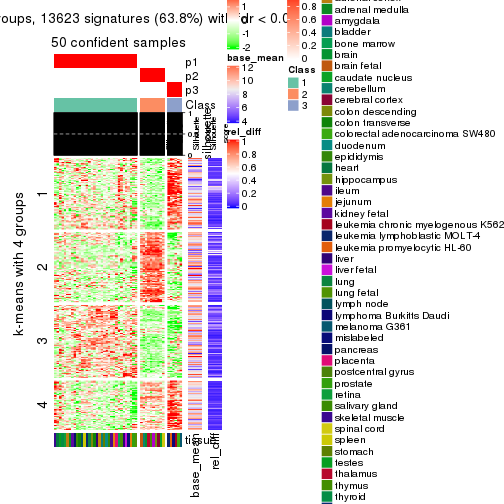 oups, 13623 signatures (63.8%) with
dr < 0.0
50 confident samples
p1
p2
p3
Class
1
0
silhouette
k-means with 4 groups
1
2
3
4
tissue
base_mean
rel_diff
1
0
-1
-2
base_mean
12
10
8
6
4
2
rel_diff
1
0.8
0.6
0.4
0.2
0
0.8
0.6
0.4
0.2
0
Class
1
2
3
adrenal medulla
amygdala
bladder
bone marrow
brain
brain fetal
caudate nucleus
cerebellum
cerebral cortex
colon descending
colon transverse
colorectal adenocarcinoma SW480
duodenum
epididymis
heart
hippocampus
ileum
jejunum
kidney fetal
leukemia chronic myelogenous K562
leukemia lymphoblastic MOLT-4
leukemia promyelocytic HL-60
liver
liver fetal
lung
lung fetal
lymph node
lymphoma Burkitts Daudi
melanoma G361
mislabeled
pancreas
placenta
postcentral gyrus
prostate
retina
salivary gland
skeletal muscle
spinal cord
spleen
stomach
testes
thalamus
thymus
thyroid